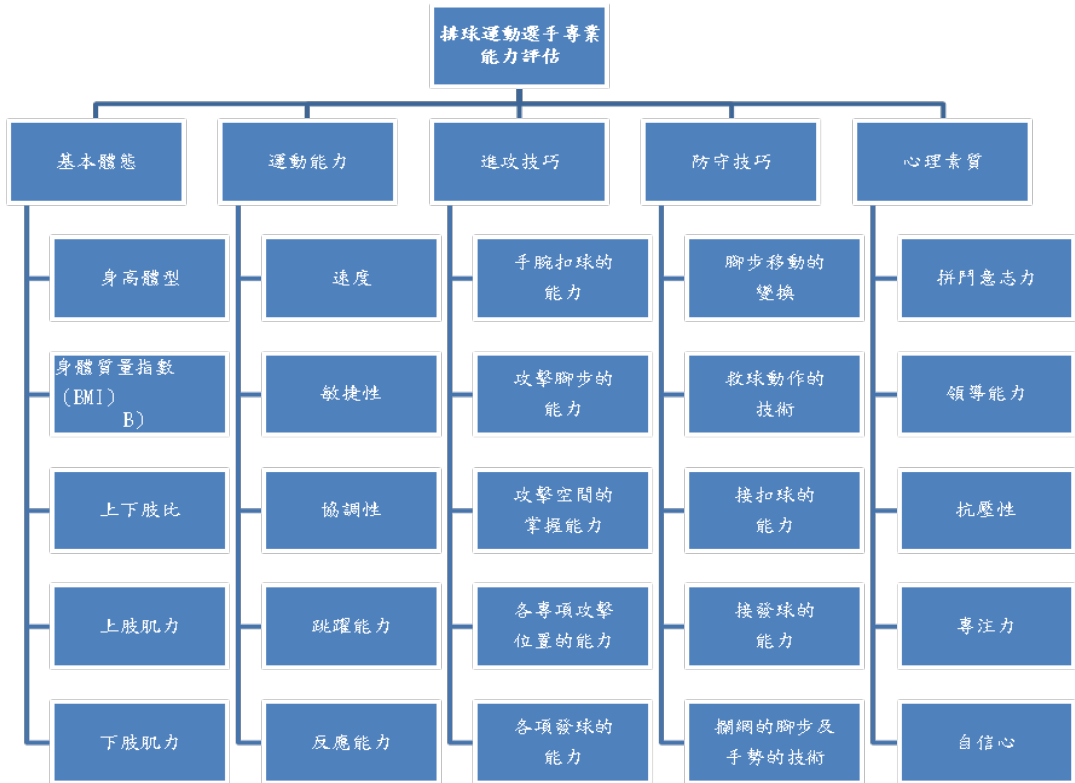 排球運動選手專業
能力評估
基本體態
運動能力
進攻技巧
防守技巧
心理素質
身高體型
速度
手腕扣球的
能力
腳步移動的
變換
拼鬥意志力
身體質量指數
(BMI)
B)
敏捷性
攻擊腳步的
能力
救球動作的
技術
領導能力
上下肢比
協調性
攻擊空間的
掌握能力
接扣球的
能力
抗壓性
上肢肌力
跳躍能力
各專項攻擊
位置的能力
接發球的
能力
專注力
下肢肌力
反應能力
各項發球的
能力
攔網的腳步及
手勢的技術
自信心